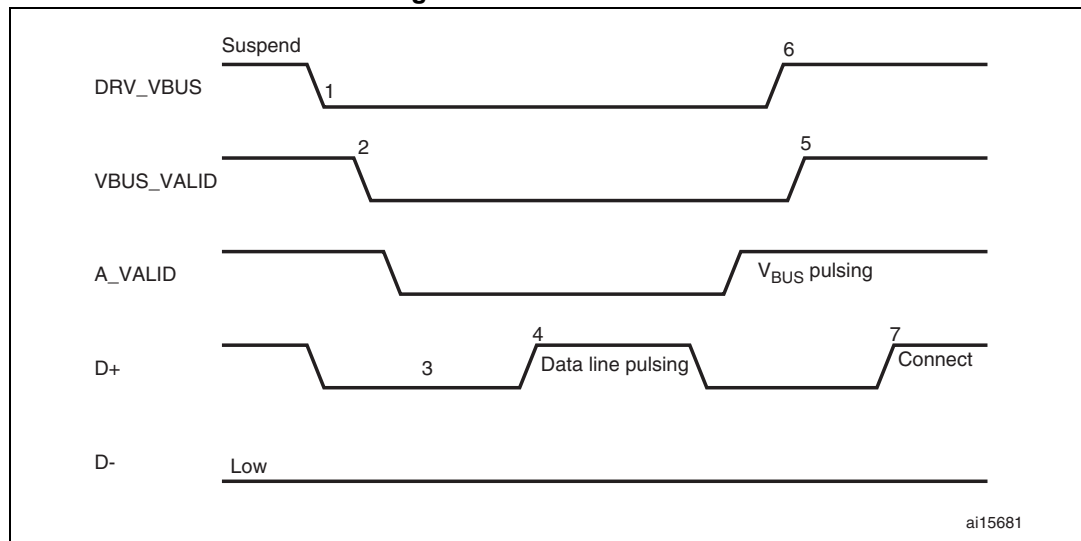 g
Suspend
6
DRV_VBUS
1
2
5
VBUS_VALID
A_VALID
VBUS pulsing
4
7
D+
3
Data line pulsing
Connect
D-
Low
ai15681